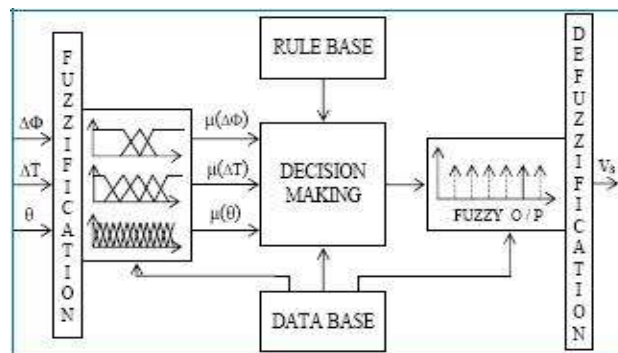 FUZZIFICATION
ΔΦ
ΔT
θ
μ(ΔΦ)
μ(ΔT)
μ(θ)
RULE BASE
DECISION
MAKING
DATA BASE
FUZZY O / P
DEFUZZIFICATION
Vs